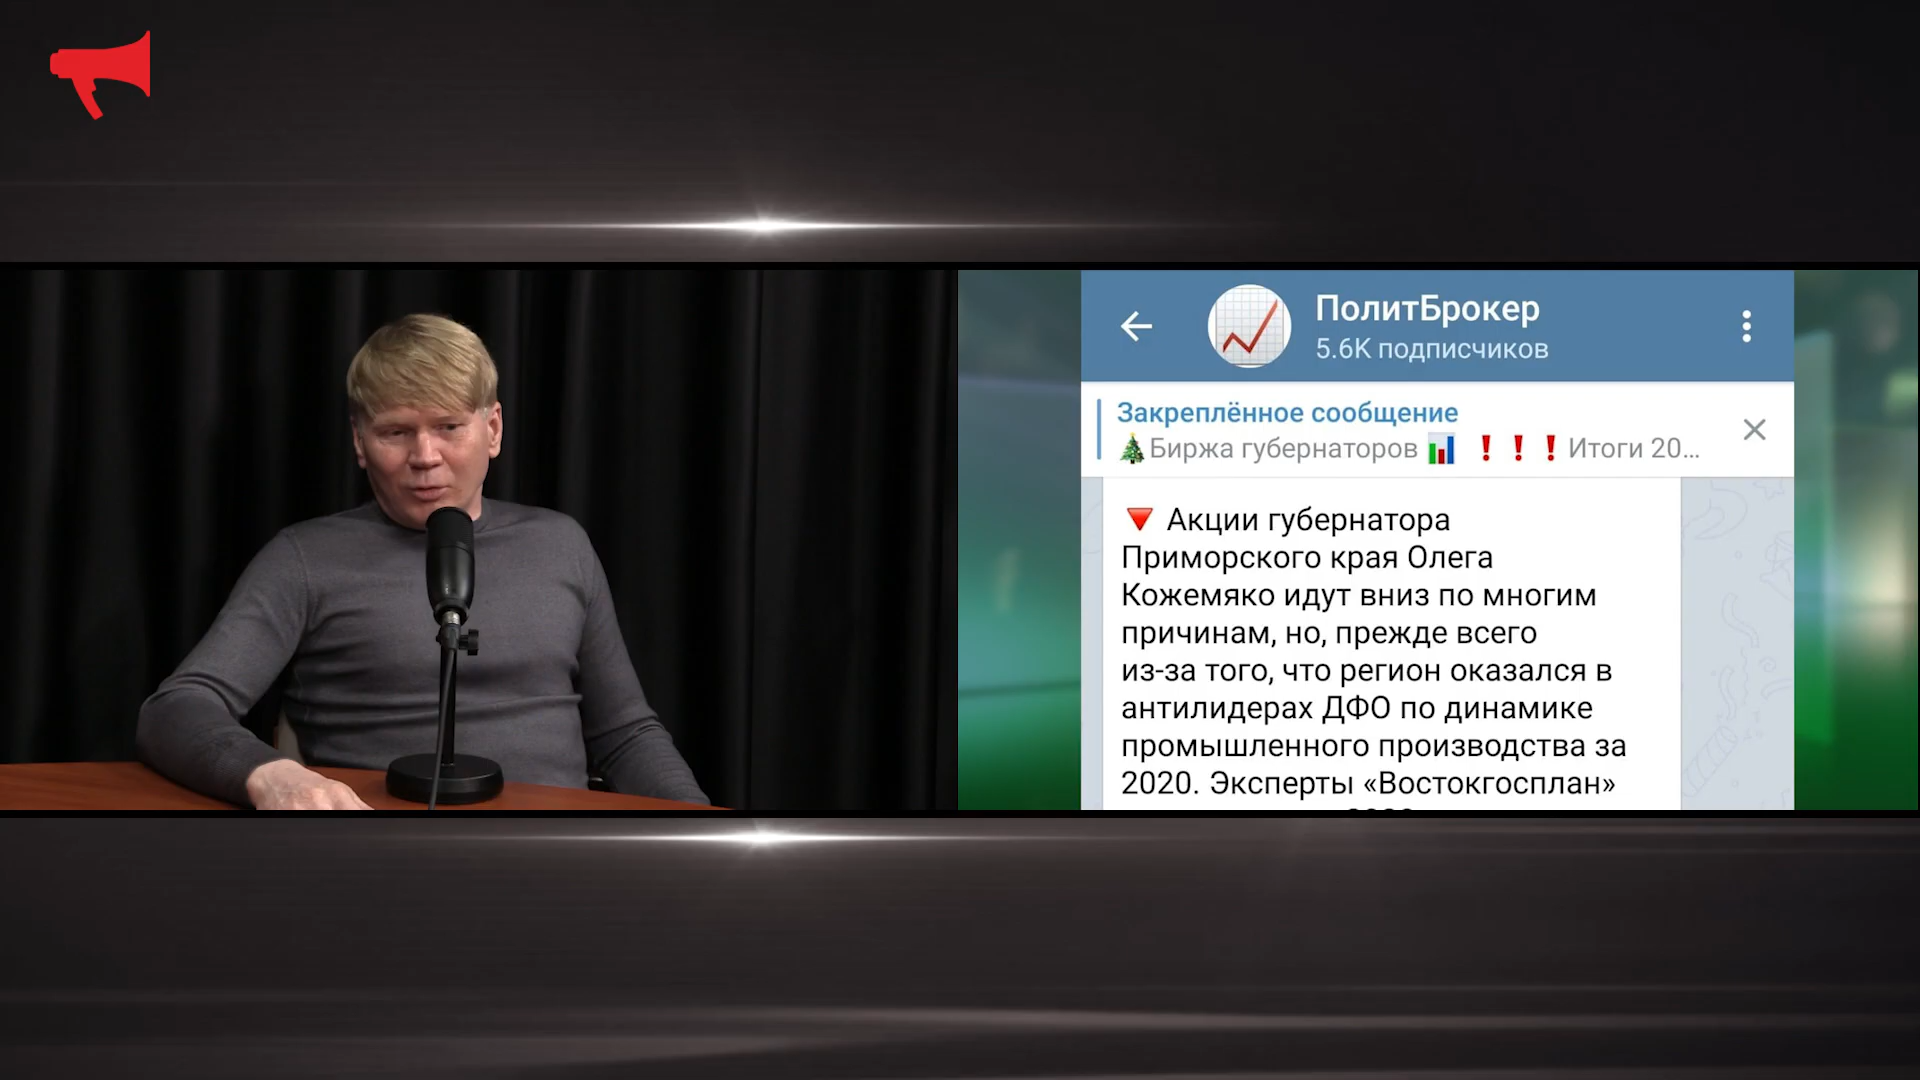 ПолитБрокер
5.6K подписчиков
Закреплённое сообщение
🎄Биржа губернаторов 📊 ❗❗❗Итоги 20...
🔻 Акции губернатора
Приморского края Олега
Кожемяко идут вниз по многим
причинам, но, прежде всего
из-за того, что регион оказался в
антилидерах ДФО по динамике
промышленного производства за
2020. Эксперты «Востокгосплан»